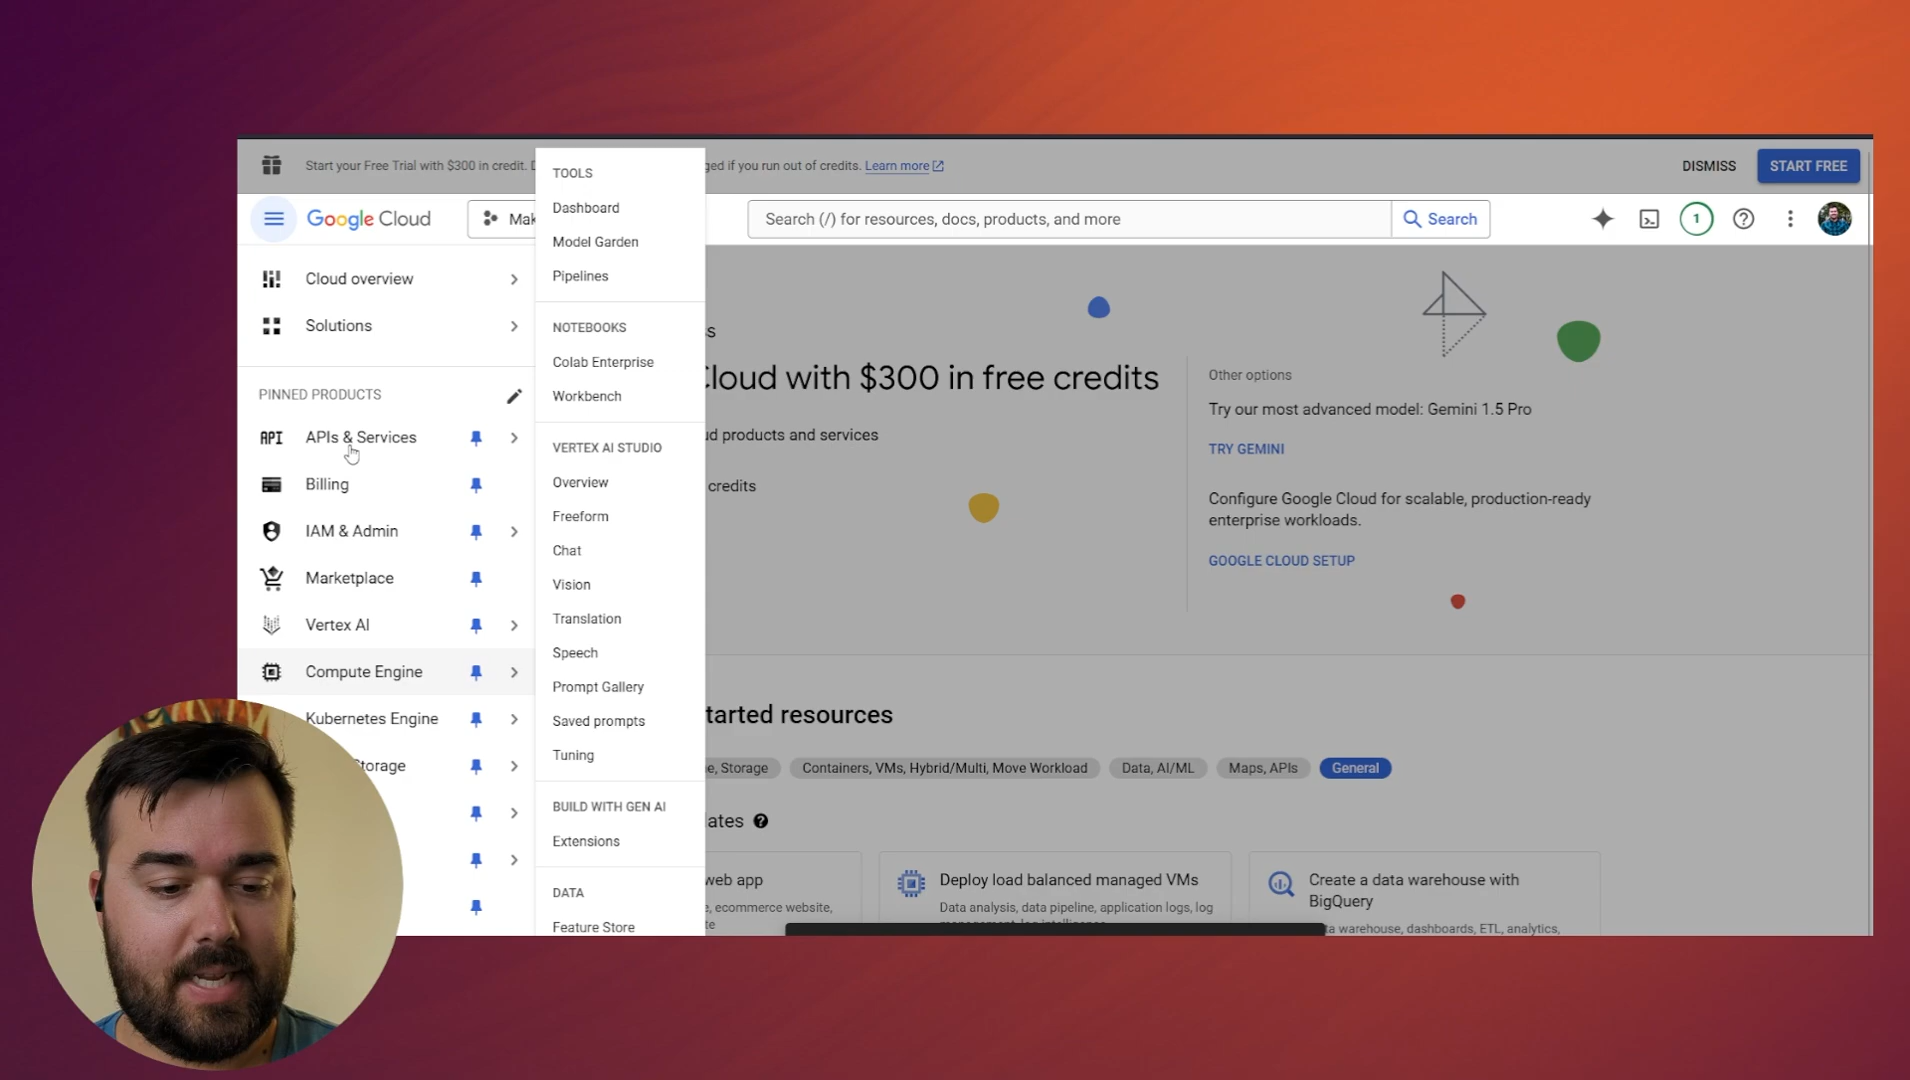 Start your Free Trial with $300 in credit.
ged if you run out of credits. Learn more
DISMISS
START FREE
Google Cloud
Mak
Search (/) for resources, docs, products, and more
Search
1
Cloud overview
Solutions
PINNED PRODUCTS
API APIs & Services
Billing
IAM & Admin
Marketplace
Vertex AI
Compute Engine
Kubernetes Engine
Storage
TOOLS
Dashboard
Model Garden
Pipelines
NOTEBOOKS
Colab Enterprise
Workbench
VERTEX AI STUDIO
Overview
Freeform
Chat
Vision
Translation
Speech
Prompt Gallery
Saved prompts
Tuning
BUILD WITH GEN AI
Extensions
DATA
Feature Store
s
Cloud with $300 in free credits
ud products and services
credits
Other options
Try our most advanced model: Gemini 1.5 Pro
TRY GEMINI
Configure Google Cloud for scalable, production-ready
enterprise workloads.
GOOGLE CLOUD SETUP
tarted resources
e, Storage
Containers, VMs, Hybrid/Multi, Move Workload
Data, AI/ML
Maps, APIs
General
lates
web app
e, ecommerce website,
te
Deploy load balanced managed VMs
Data analysis, data pipeline, application logs, log
Create a data warehouse with
BigQuery
ta warehouse, dashboards, ETL, analytics,